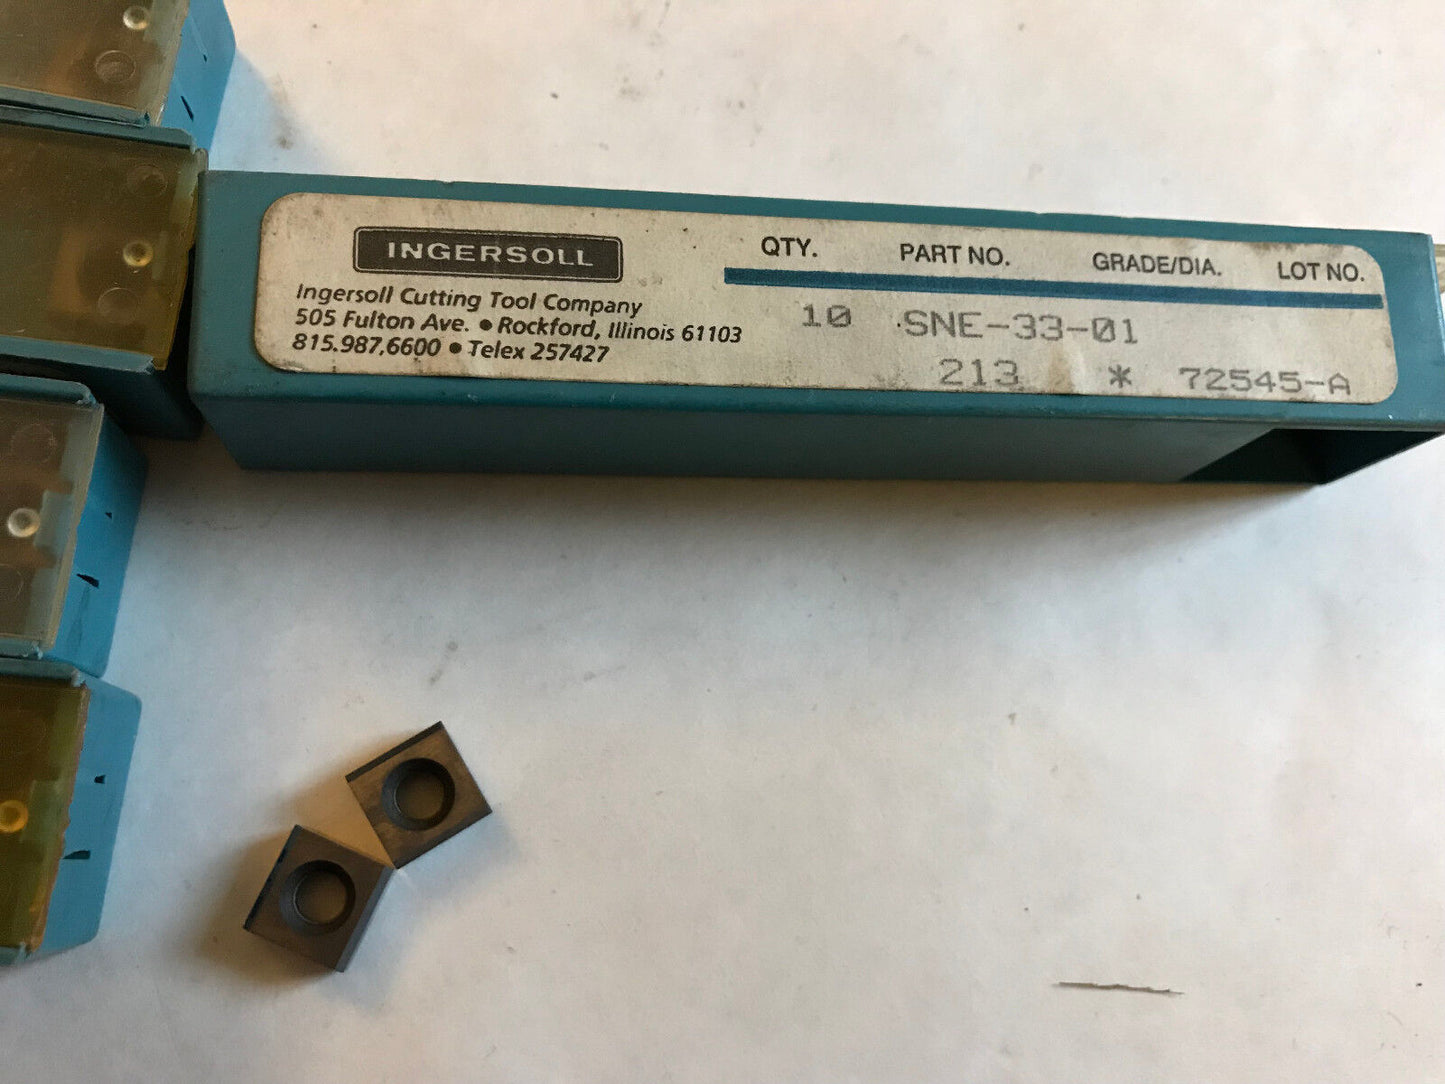 INGERSOLL
Ingersoll Cutting Tool Company
505 Fulton Ave. ● Rockford, Illinois 61103
815.987.6600 ● Telex 257427
QTY. PART NO. GRADE/DIA. LOT NO.
10 SNE-33-01
213 * 72545-A